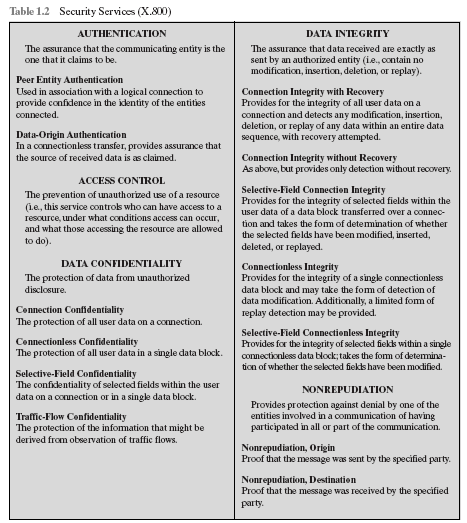 Table 1.2 Security Services (X.800)
AUTHENTICATION
The assurance that the communicating entity is the
one that it claims to be.
Peer Entity Authentication
Used in association with a logical connection to
provide confidence in the identity of the entities
connected.
Data-Origin Authentication
In a connectionless transfer, provides assurance that
the source of received data is as claimed.
ACCESS CONTROL
The prevention of unauthorized use of a resource
(i.e., this service controls who can have access to a
resource, under what conditions access can occur,
and what those accessing the resource are allowed
to do).
DATA CONFIDENTIALITY
The protection of data from unauthorized
disclosure.
Connection Confidentiality
The protection of all user data on a connection.
Connectionless Confidentiality
The protection of all user data in a single data block.
Selective-Field Confidentiality
The confidentiality of selected fields within the user
data on a connection or in a single data block.
Traffic-Flow Confidentiality
The protection of the information that might be
derived from observation of traffic flows.
DATA INTEGRITY
The assurance that data received are exactly as
sent by an authorized entity (i.e., contain no
modification, insertion, deletion, or replay).
Connection Integrity with Recovery
Provides for the integrity of all user data on a
connection and detects any modification, insertion,
deletion, or replay of any data within an entire data
sequence, with recovery attempted.
Connection Integrity without Recovery
As above, but provides only detection without recovery.
Selective-Field Connection Integrity
Provides for the integrity of selected fields within the
user data of a data block transferred over a connec-
tion and takes the form of determination of whether
the selected fields have been modified, inserted,
deleted, or replayed.
Connectionless Integrity
Provides for the integrity of a single connectionless
data block and may take the form of detection of
data modification. Additionally, a limited form of
replay detection may be provided.
Selective-Field Connectionless Integrity
Provides for the integrity of selected fields within a single
connectionless data block; takes the form of determina-
tion of whether the selected fields have been modified.
NONREPUDIATION
Provides protection against denial by one of the
entities involved in a communication of having
participated in all or part of the communication.
Nonrepudiation, Origin
Proof that the message was sent by the specified party.
Nonrepudiation, Destination
Proof that the message was received by the specified
party.